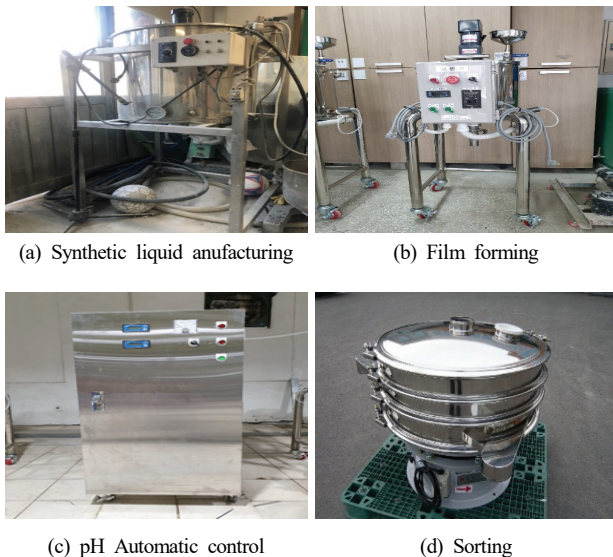 (a) Synthetic liquid anufacturing
(b) Film forming
(c) pH Automatic control
(d) Sorting